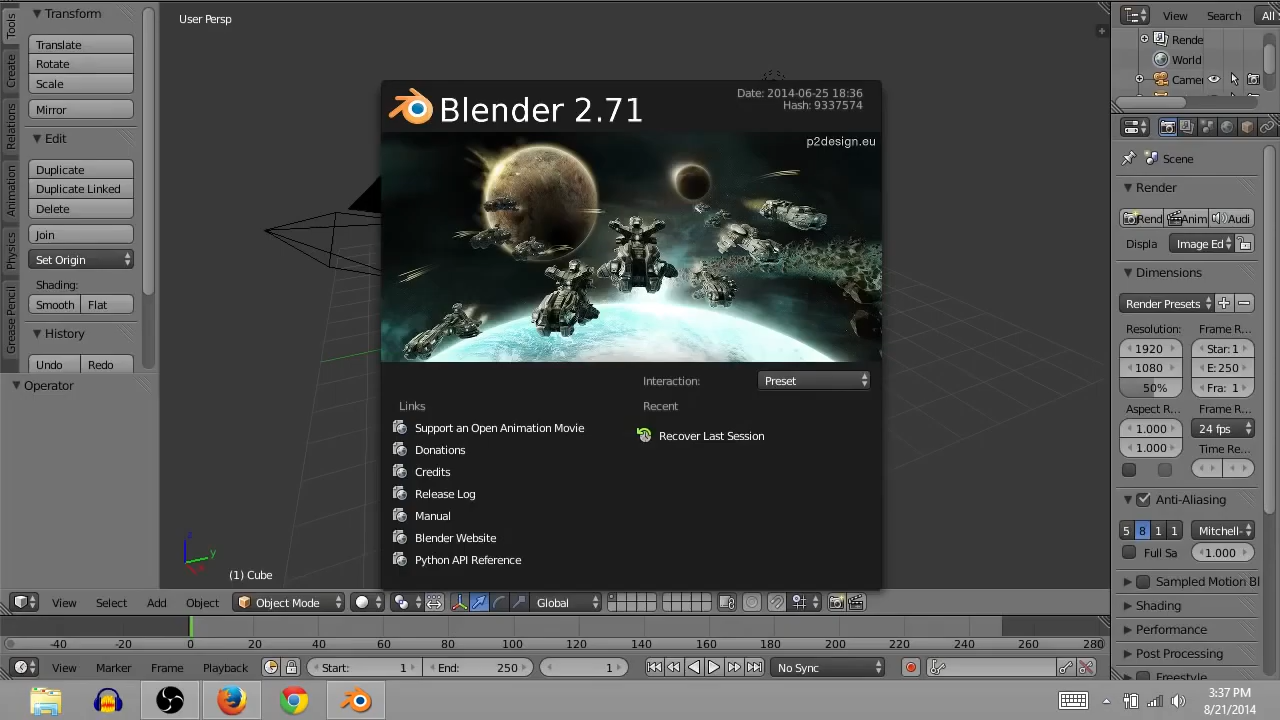 Tools
Create
Relations
Animation
Physics
Grease Pencil
Transform
Translate
Rotate
Scale
Mirror
Edit
Duplicate
Duplicate Linked
Delete
Join
Set Origin
Shading:
Smooth Flat
History
Undo Redo
Operator
User Persp
Blender 2.71
Date: 2014-06-25 18:36
Hash: 9337574
p2design.eu
Interaction: Preset
Links
Support an Open Animation Movie
Donations
Credits
Release Log
Manual
Blender Website
Python API Reference
Recent
Recover Last Session
z
y
x
(1) Cube
View Select Add Object Object Mode Global
-40 -20 0 20 40 60 80 100 120 140 160 180 200 220 240 260 280
View Marker Frame Playback Start: 1 End: 250 1 No Sync
View Search All
Rende
World
Camer
Scene
Render
Rend Anim Audi
Displa Image Ed
Dimensions
Render Presets
Resolution: Frame R...
1920 Star: 1
1080 E: 250
50% Fra: 1
Aspect R... Frame R...
1.000 24 fps
1.000 Time Re...
Anti-Aliasing
5 8 1 1 Mitchell-
Full Sa 1.000
Sampled Motion Bl
Shading
Performance
Post Processing
Freestyle
3:37 PM
8/21/2014